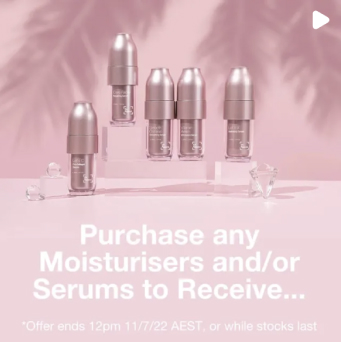 Purchase any
Moisturisers and/or
Serums to Receive...
*Offer ends 12pm 11/7/22 AEST, or while stocks last